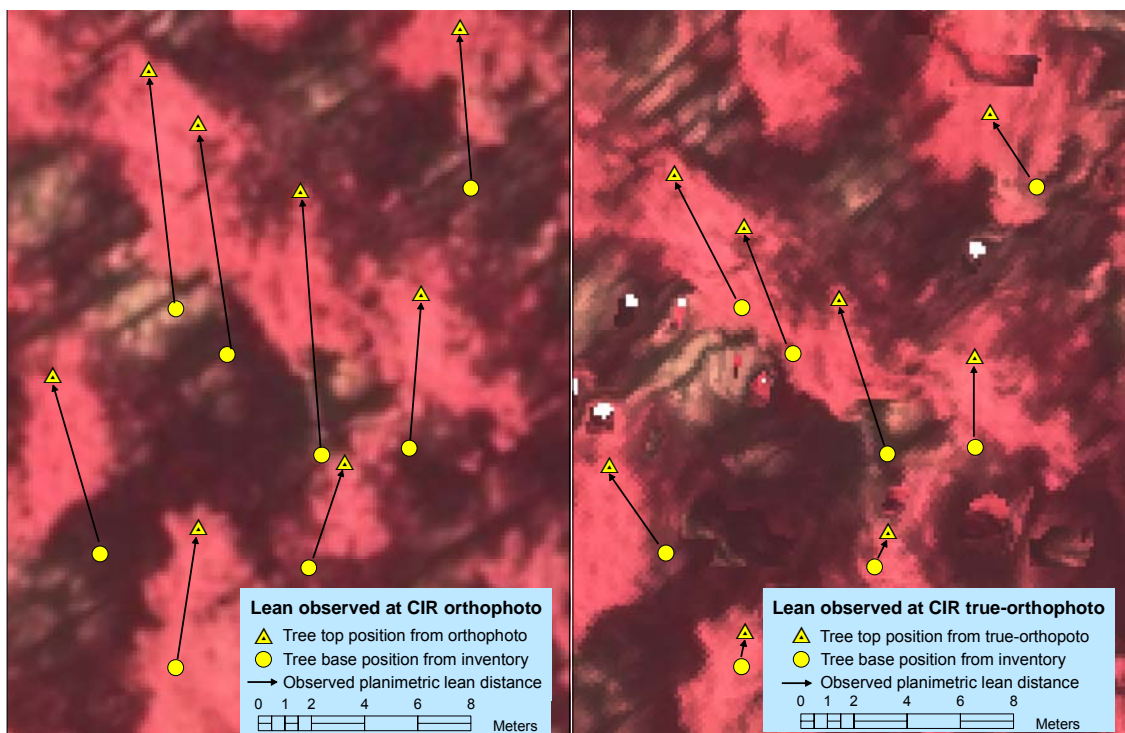 Lean observed at CIR orthophoto
Tree top position from orthophoto
Tree base position from inventory
Observed planimetric lean distance
0 1 2 4 6 8
Meters
Lean observed at CIR true-orthophoto
Tree top position from true-orthopoto
Tree base position from inventory
Observed planimetric lean distance
0 1 2 4 6 8
Meters